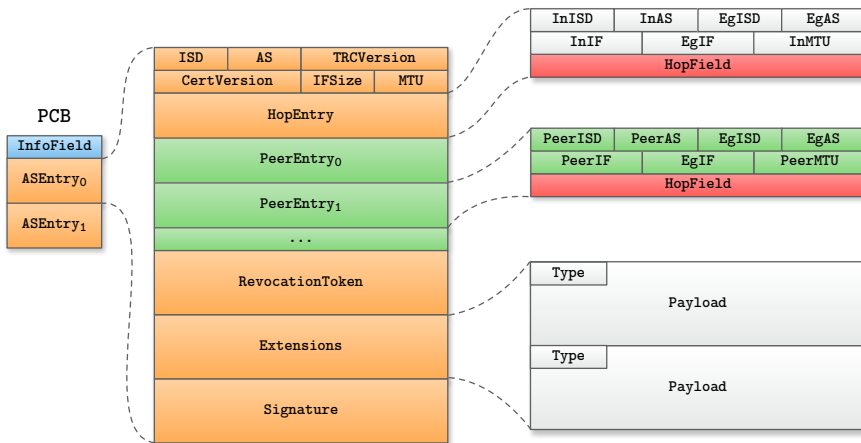 PCB
InfoField
ASEntry0
ASEntry1
ISD AS TRCVersion
CertVersion IFSize MTU
HopEntry
PeerEntry0
PeerEntry1
...
RevocationToken
Extensions
Signature
InISD InAS EgISD EgAS
InIF EgIF InMTU
HopField
PeerISD PeerAS EgISD EgAS
PeerIF EgIF PeerMTU
HopField
Type
Payload
Type
Payload